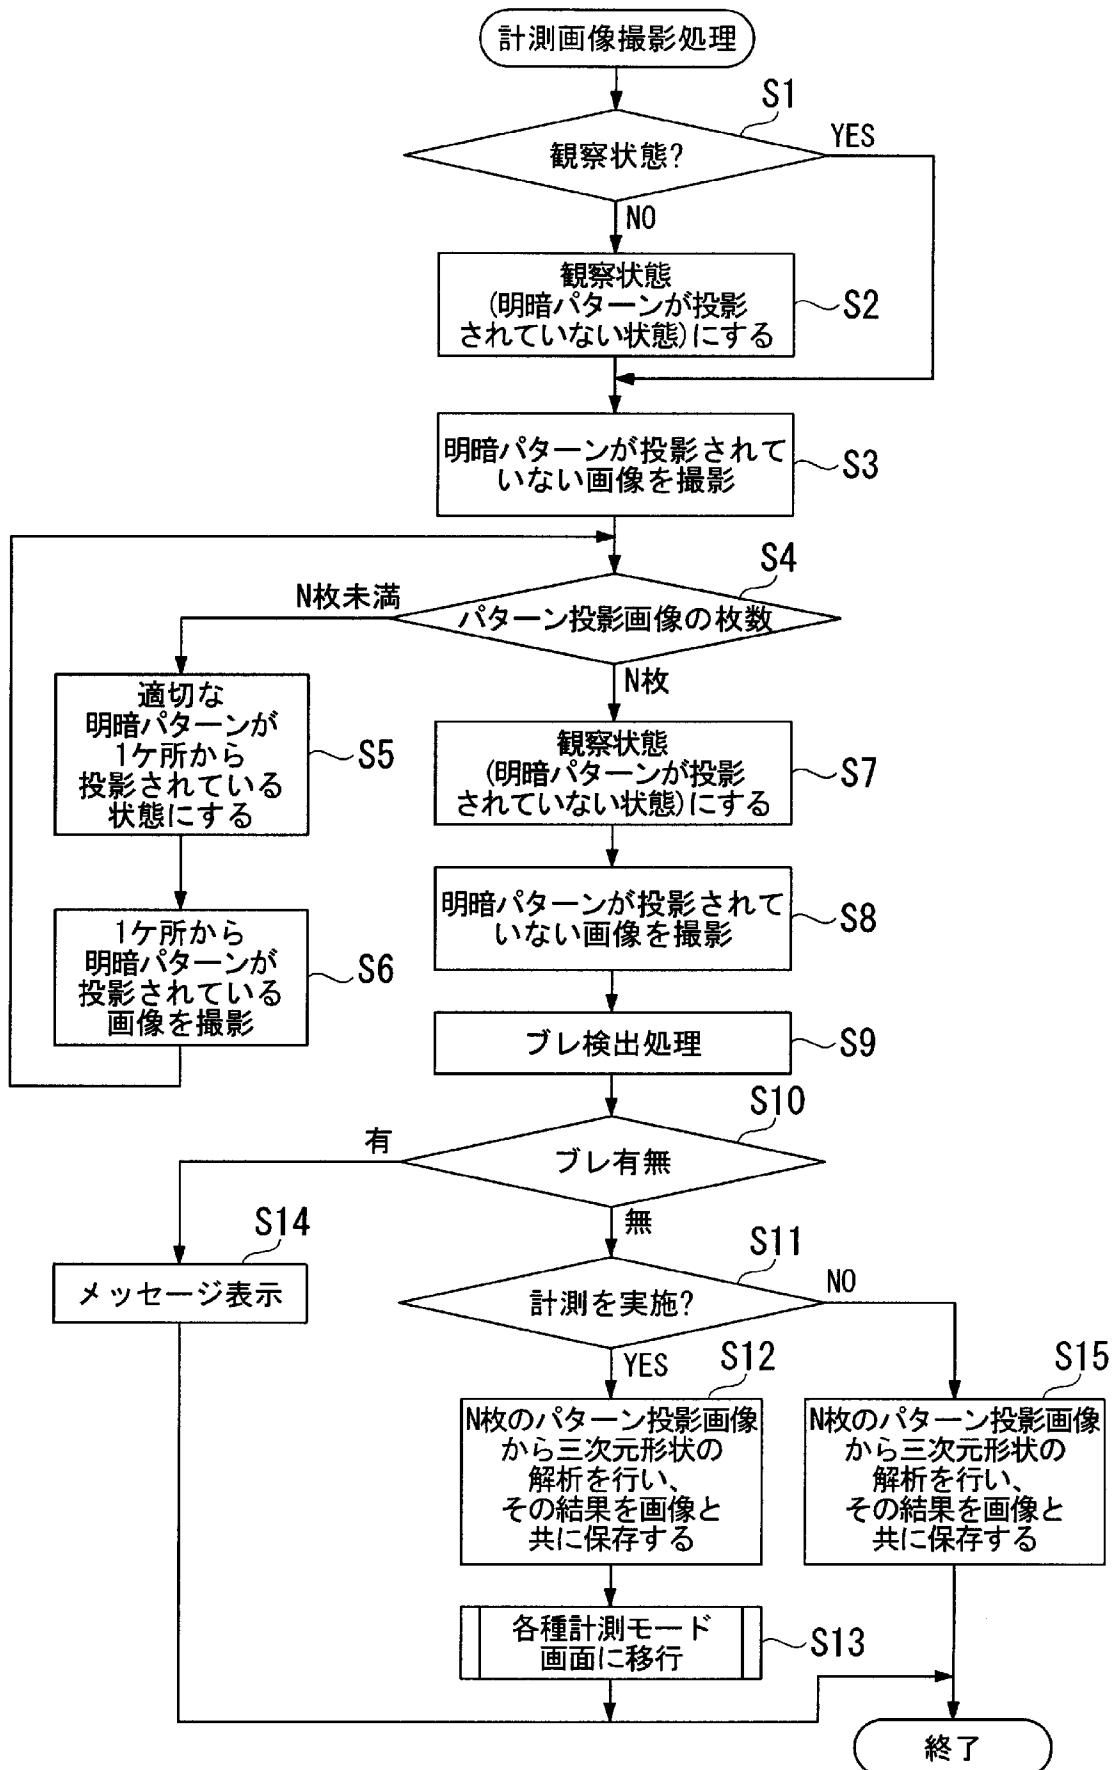 計測画像撮影処理
S1
観察状態?
YES
NO
観察状態
(明暗パターンが投影
されていない状態)にする
S2
明暗パターンが投影されて
いない画像を撮影
S3
S4
N枚未満
パターン投影画像の枚数
N枚
適切な
明暗パターンが
1ケ所から
投影されている
状態にする
S5
観察状態
(明暗パターンが投影
されていない状態)にする
S7
明暗パターンが投影されて
いない画像を撮影
S8
1ケ所から
明暗パターンが
投影されている
画像を撮影
S6
ブレ検出処理
S9
S10
有
ブレ有無
無
S14
メッセージ表示
S11
計測を実施?
NO
YES
S12
N枚のパターン投影画像
から三次元形状の
解析を行い、
その結果を画像と
共に保存する
S15
N枚のパターン投影画像
から三次元形状の
解析を行い、
その結果を画像と
共に保存する
各種計測モード
画面に移行
S13
終了